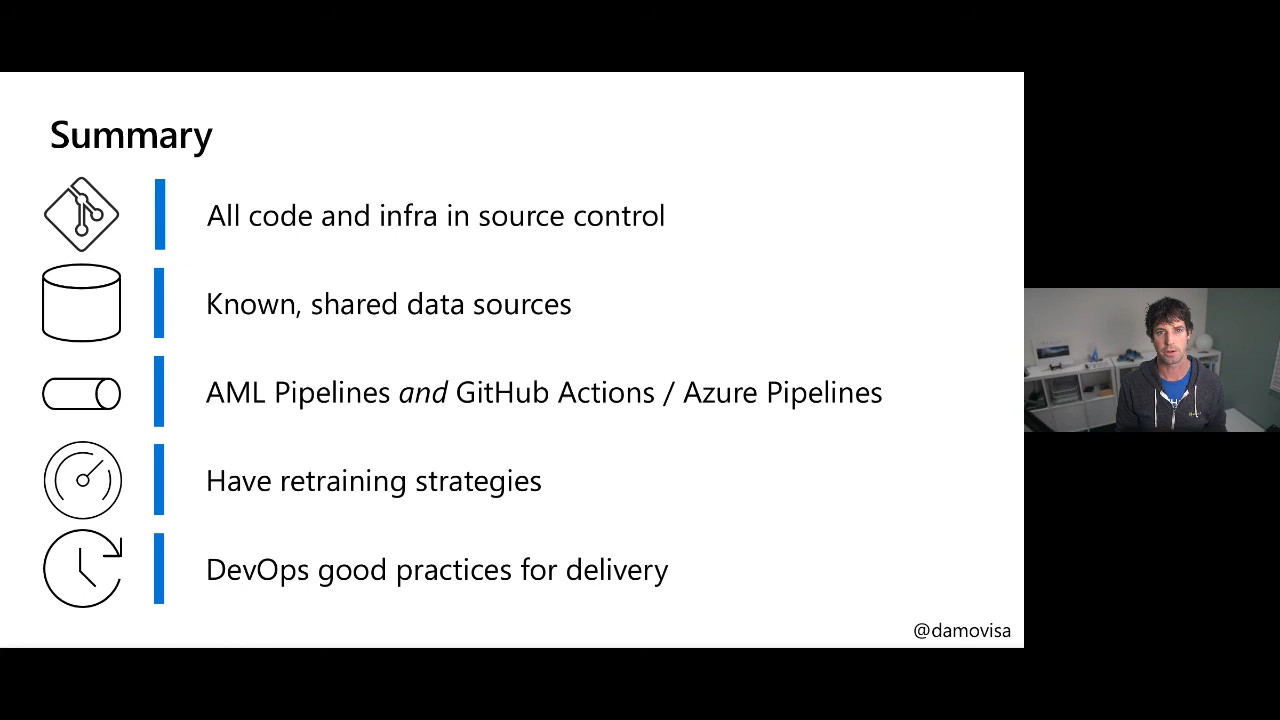 Summary
All code and infra in source control
Known, shared data sources
AML Pipelines and GitHub Actions / Azure Pipelines
Have retraining strategies
DevOps good practices for delivery
@damovisa